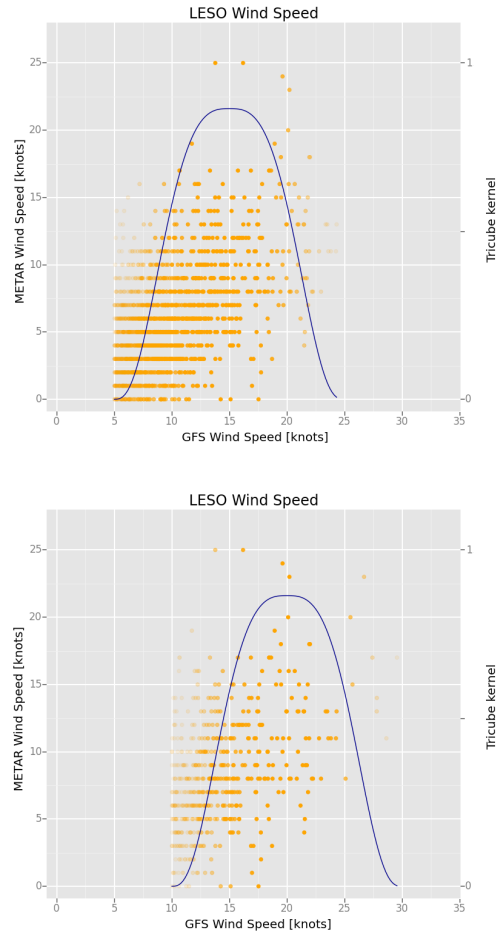 LESO Wind Speed
25
20
15
10
5
0
METAR Wind Speed [knots]
1
0
Tricube kernel
0 5 10 15 20 25 30 35
GFS Wind Speed [knots]
LESO Wind Speed
25
20
15
10
5
0
METAR Wind Speed [knots]
1
0
Tricube kernel
0 5 10 15 20 25 30 35
GFS Wind Speed [knots]